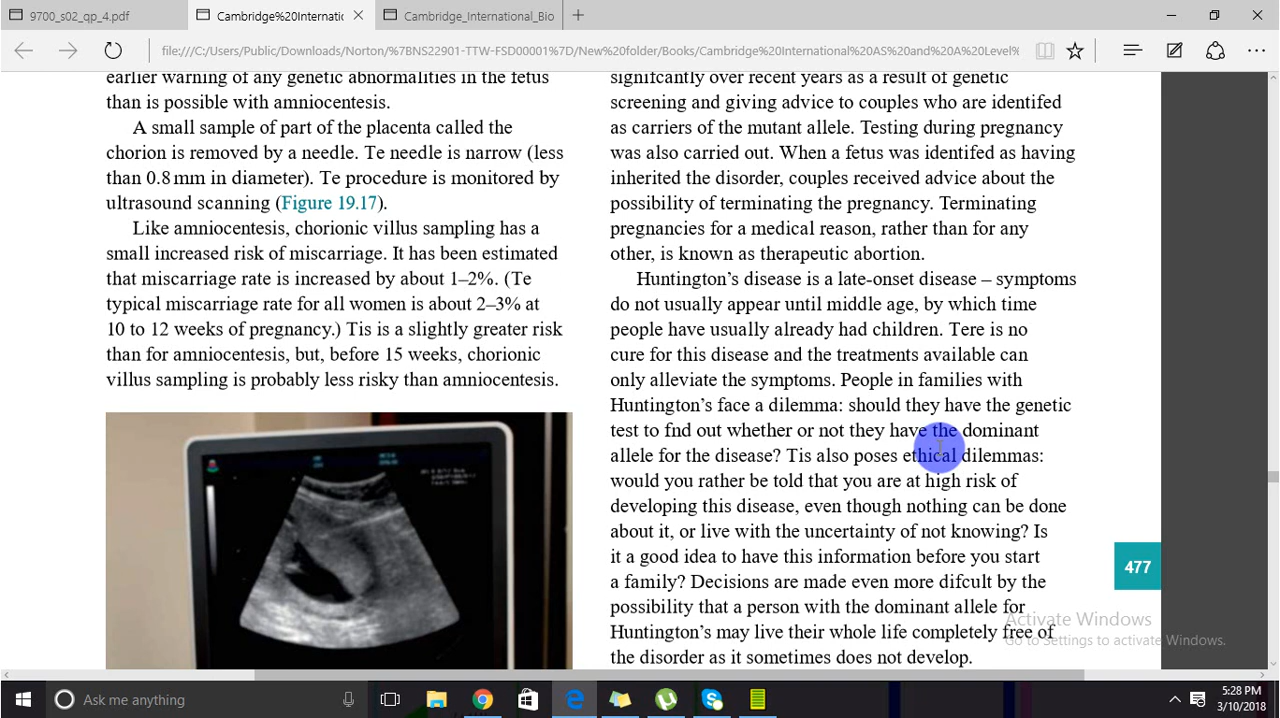 9700_s02_qp_4.pdf
Cambridge%20Internatic
Cambridge_International_Bio
file:///C:/Users/Public/Downloads/Norton/%7BNS22901-TTW-FSD00001%7D/New%20folder/Books/Cambridge%20International%20AS%20and%20A%20Level%
earlier warning of any genetic abnormalities in the fetus
than is possible with amniocentesis.
A small sample of part of the placenta called the
chorion is removed by a needle. Te needle is narrow (less
than 0.8 mm in diameter). Te procedure is monitored by
ultrasound scanning (Figure 19.17).
Like amniocentesis, chorionic villus sampling has a
small increased risk of miscarriage. It has been estimated
that miscarriage rate is increased by about 1–2%. (Te
typical miscarriage rate for all women is about 2–3% at
10 to 12 weeks of pregnancy.) Tis is a slightly greater risk
than for amniocentesis, but, before 15 weeks, chorionic
villus sampling is probably less risky than amniocentesis.
signifcantly over recent years as a result of genetic
screening and giving advice to couples who are identifed
as carriers of the mutant allele. Testing during pregnancy
was also carried out. When a fetus was identifed as having
inherited the disorder, couples received advice about the
possibility of terminating the pregnancy. Terminating
pregnancies for a medical reason, rather than for any
other, is known as therapeutic abortion.
Huntington's disease is a late-onset disease – symptoms
do not usually appear until middle age, by which time
people have usually already had children. Tere is no
cure for this disease and the treatments available can
only alleviate the symptoms. People in families with
Huntington's face a dilemma: should they have the genetic
test to fnd out whether or not they have the dominant
allele for the disease? Tis also poses ethical dilemmas:
would you rather be told that you are at high risk of
developing this disease, even though nothing can be done
about it, or live with the uncertainty of not knowing? Is
it a good idea to have this information before you start
a family? Decisions are made even more difcult by the
possibility that a person with the dominant allele for
Huntington's may live their whole life completely free of
the disorder as it sometimes does not develop.
477
Activate Windows
Go to Settings to activate Windows.
Ask me anything
5:28 PM
3/10/2018